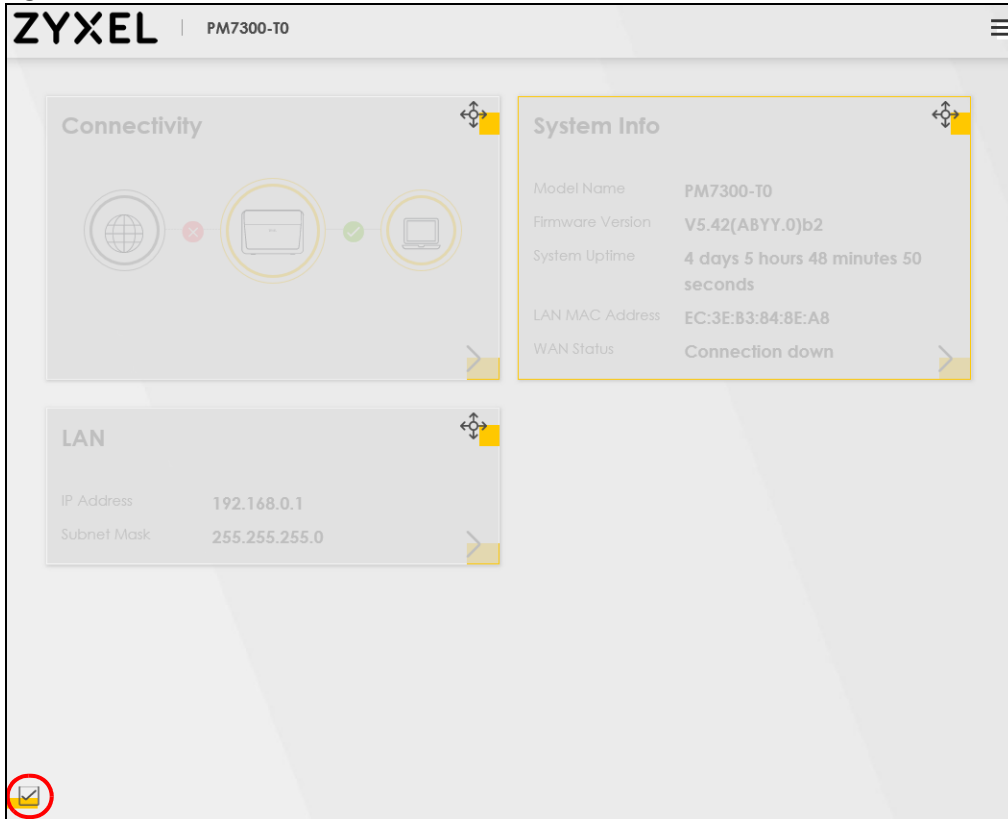 ZYXEL PM7300-T0
Connectivity
System Info
Model Name PM7300-T0
Firmware Version V5.42(ABYY.0)b2
System Uptime 4 days 5 hours 48 minutes 50
seconds
LAN MAC Address EC:3E:B3:84:8E:A8
WAN Status Connection down
LAN
IP Address 192.168.0.1
Subnet Mask 255.255.255.0